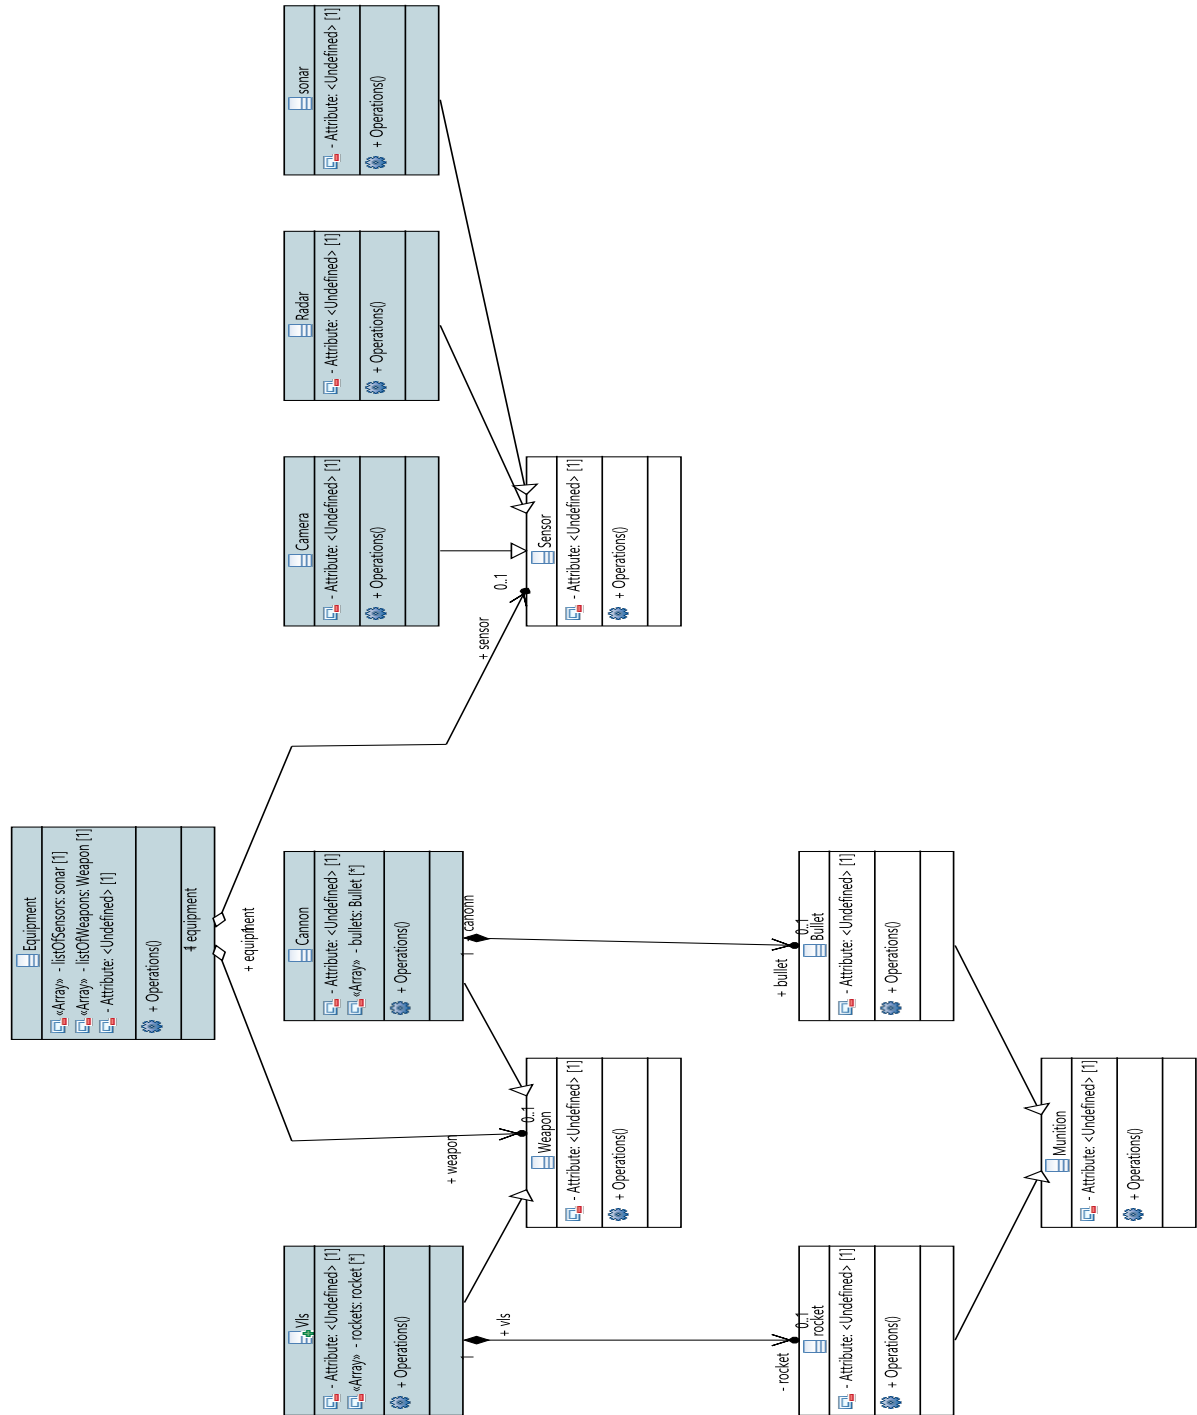 Equipment
«Array» - listOfSensors: sonar [1]
«Array» - listOfWeapons: Weapon [1]
- Attribute: <Undefined> [1]
+ Operations()
+ equipment
1
+ equipment
1
Vls
- Attribute: <Undefined> [1]
«Array» - rockets: rocket [*]
+ Operations()
Cannon
- Attribute: <Undefined> [1]
«Array» - bullets: Bullet [*]
+ Operations()
Camera
- Attribute: <Undefined> [1]
+ Operations()
Radar
- Attribute: <Undefined> [1]
+ Operations()
sonar
- Attribute: <Undefined> [1]
+ Operations()
+ weapon
0..1
+ sensor
0..1
1
+ vls
1
+ canonn
Weapon
- Attribute: <Undefined> [1]
+ Operations()
Sensor
- Attribute: <Undefined> [1]
+ Operations()
- rocket
0..1
+ bullet
0..1
rocket
- Attribute: <Undefined> [1]
+ Operations()
Bullet
- Attribute: <Undefined> [1]
+ Operations()
Munition
- Attribute: <Undefined> [1]
+ Operations()